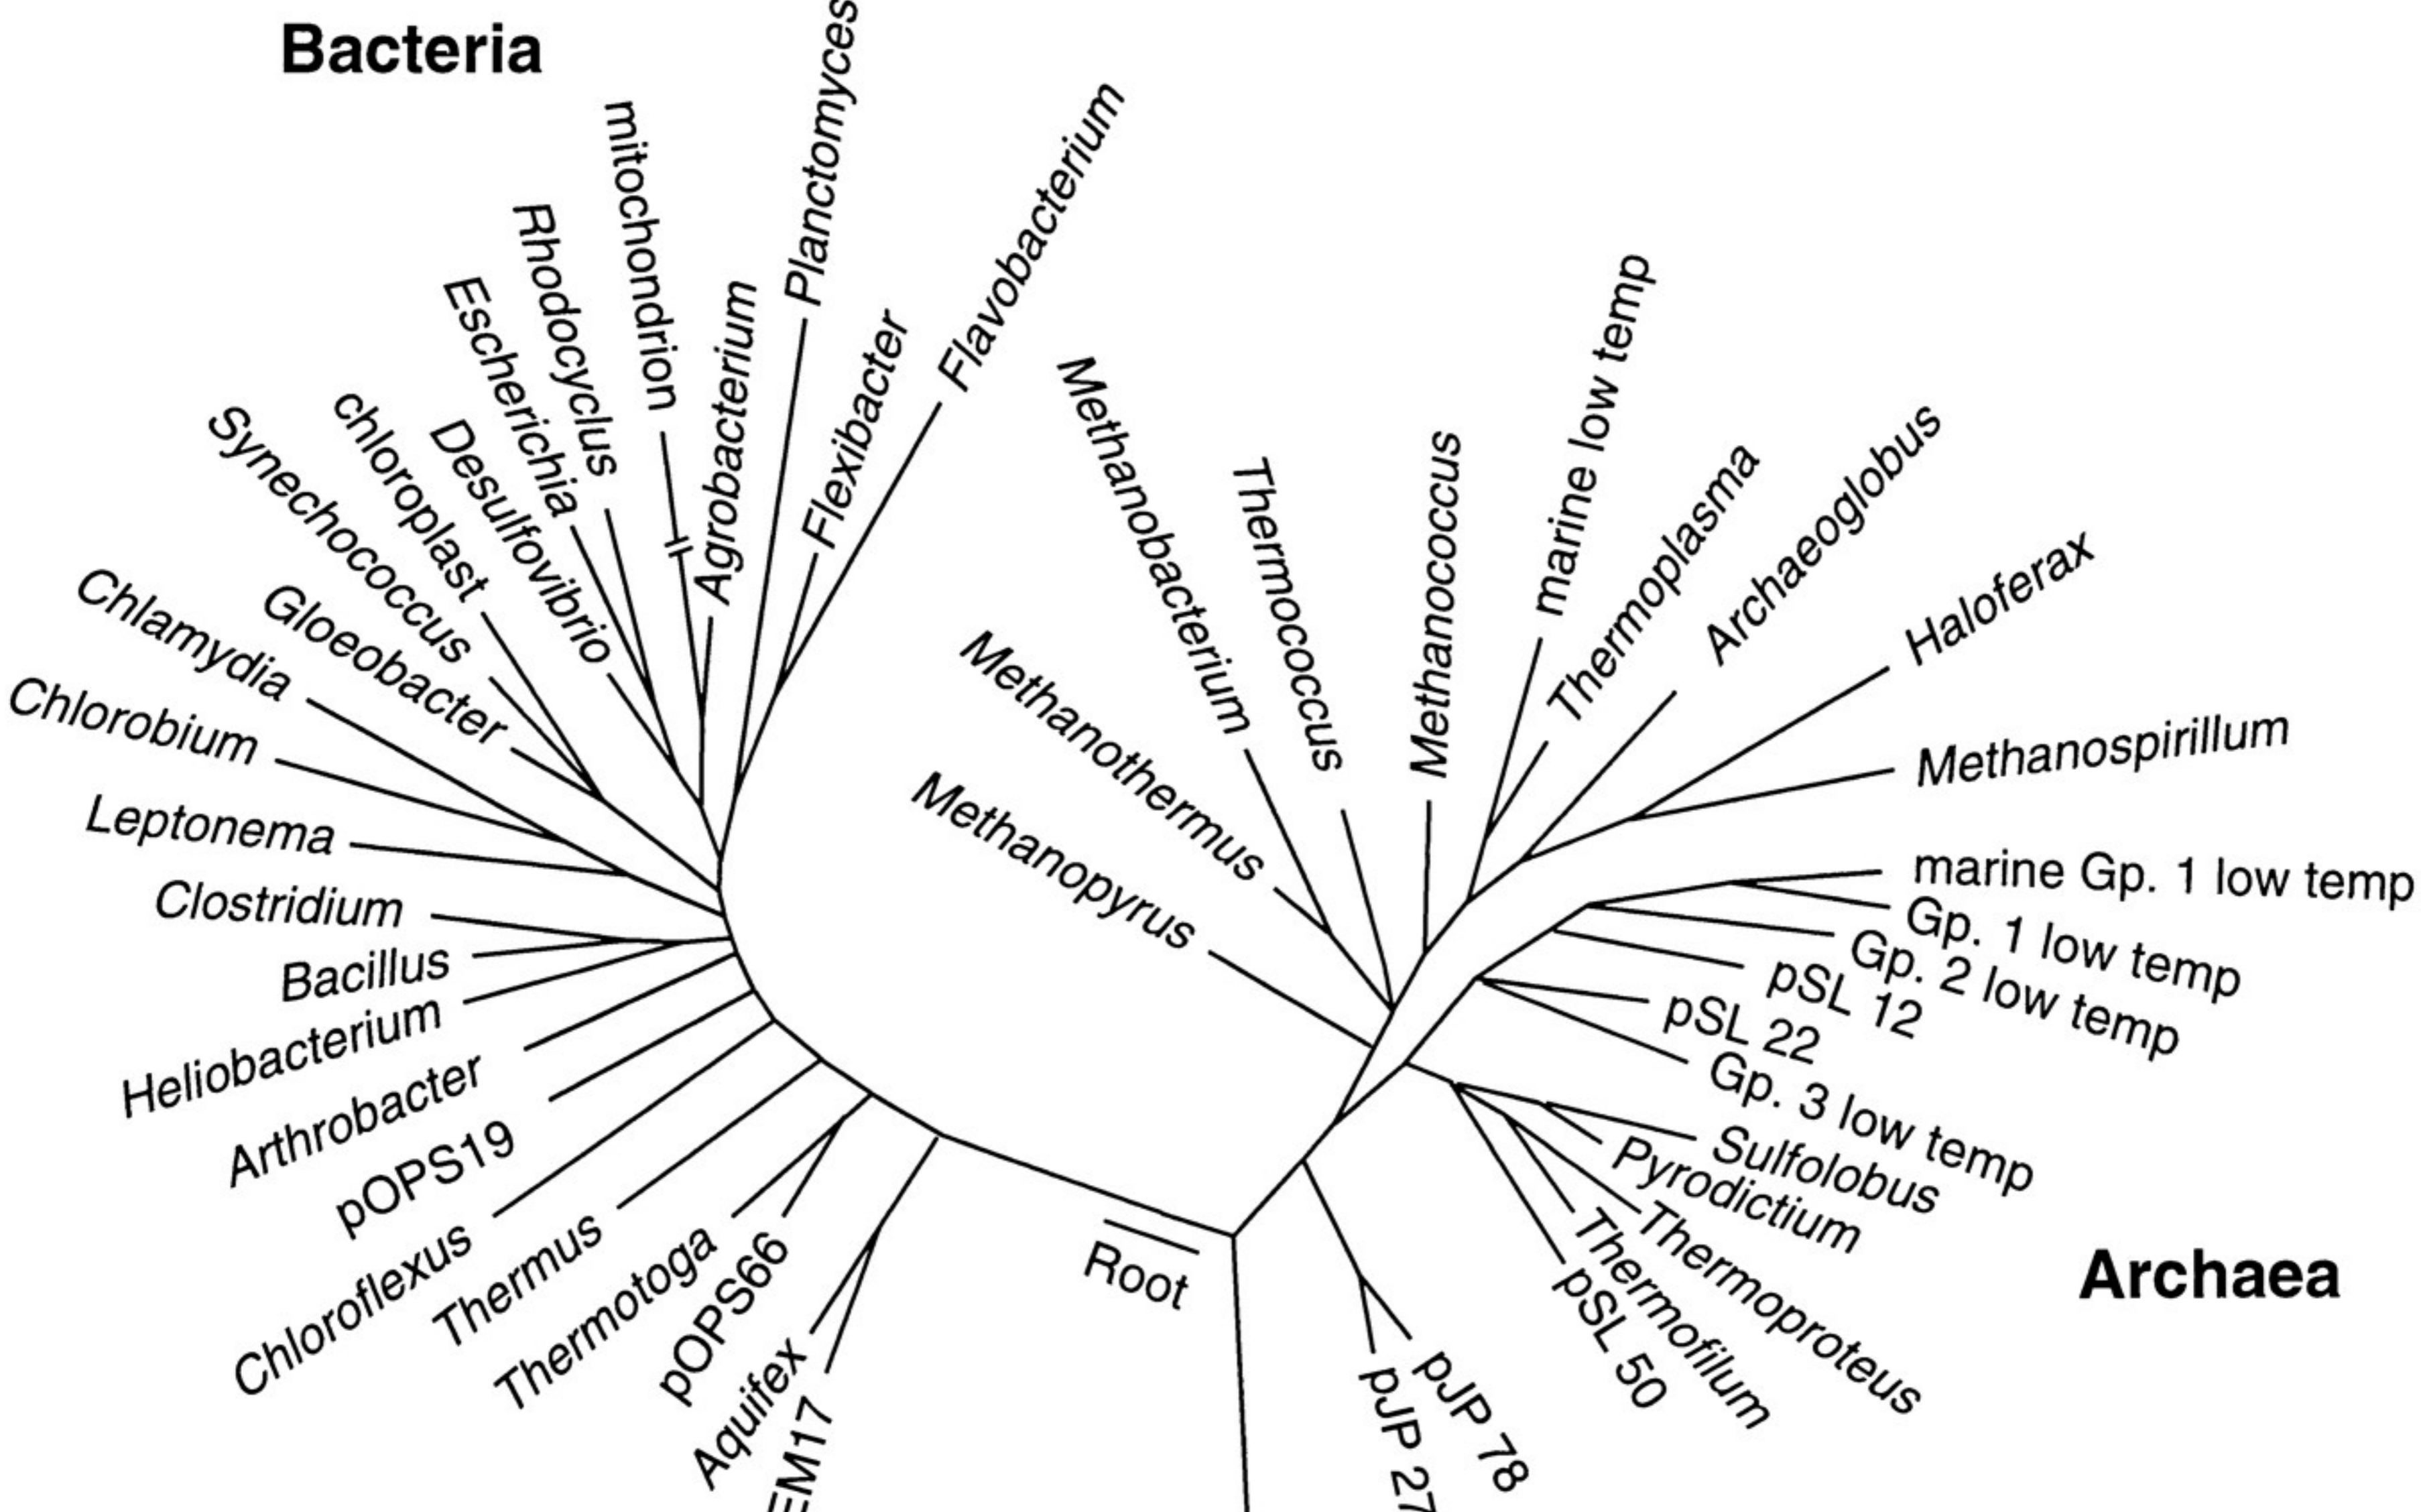 Bacteria
Planctomyces
Flavobacterium
mitochondrion
Rhodocyclus
Escherichia
Agrobacterium
Flexibacter
chloroplast
Desulfovibrio
Synechococcus
Gloeobacter
Chlamydia
Chlorobium
Leptonema
Clostridium
Bacillus
Heliobacterium
Arthrobacter
pOPS19
Chloroflexus
Thermus
Thermotoga
pOPS66
Aquifex
EM17
Root
Methanopyrus
Methanothermus
Methanobacterium
Thermococcus
Methanococcus
marine low temp
Thermoplasma
Archaeoglobus
Haloferax
Methanospirillum
marine Gp. 1 low temp
Gp. 1 low temp
Gp. 2 low temp
pSL 12
pSL 22
Gp. 3 low temp
Sulfolobus
Pyrodictium
Thermoproteus
Thermofilum
pSL 50
pJP 78
pJP 27
Archaea